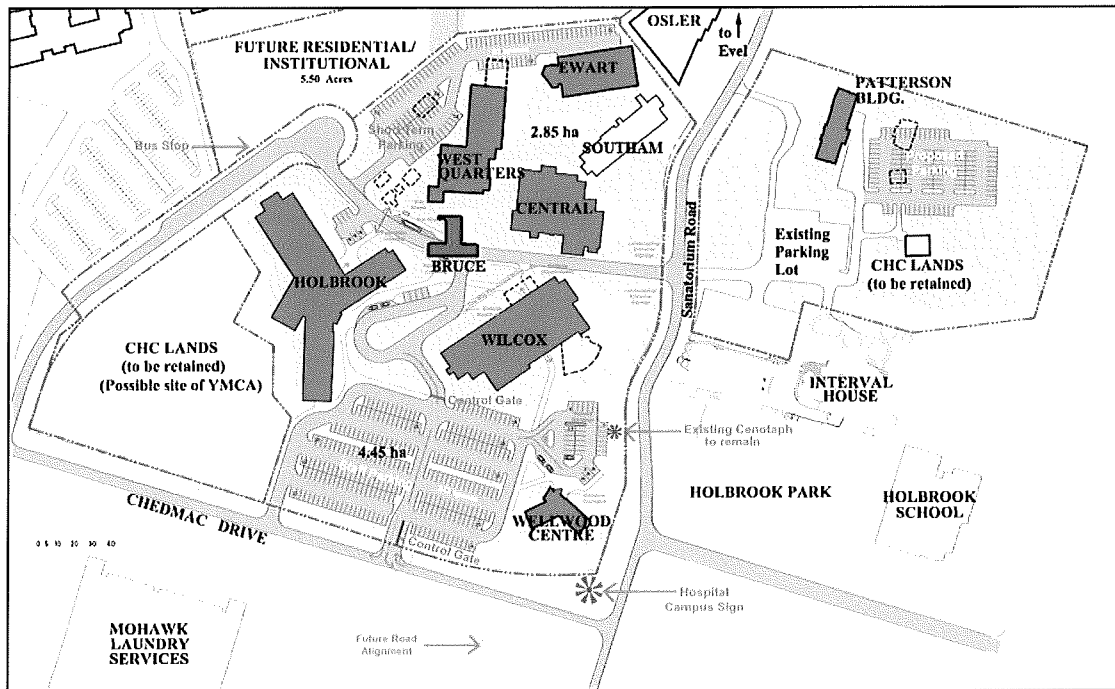 OSLER
to
Evel
FUTURE RESIDENTIAL/
INSTITUTIONAL
5.50 Acres
EWART
PATTERSON
BLDG.
Bus Stop
Short Term
Parking
2.85 ha
SOUTHAM
WEST
QUARTERS
CENTRAL
Proposed
Parking
Sanatorium Road
Existing
Parking
Lot
CHC LANDS
(to be retained)
BRUCE
HOLBROOK
WILCOX
CHC LANDS
(to be retained)
(Possible site of YMCA)
INTERVAL
HOUSE
Control Gate
Existing Cenotaph
to remain
4.45 ha
HOLBROOK PARK
HOLBROOK
SCHOOL
WELLWOOD
CENTRE
CHEDMAC DRIVE
Control Gate
0 5 10 20 30 40
Hospital
Campus Sign
MOHAWK
LAUNDRY
SERVICES
Future Road
Alignment